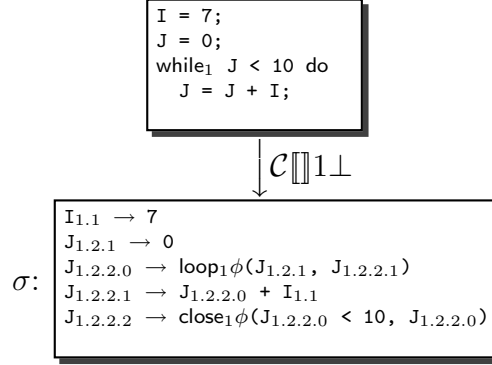 I = 7;
J = 0;
while₁ J < 10 do
J = J + I;
𝒞⟦⟧1⊥
σ:
I₁.₁ → 7
J₁.₂.₁ → 0
J₁.₂.₂.₀ → loop₁ϕ(J₁.₂.₁, J₁.₂.₂.₁)
J₁.₂.₂.₁ → J₁.₂.₂.₀ + I₁.₁
J₁.₂.₂.₂ → close₁ϕ(J₁.₂.₂.₀ < 10, J₁.₂.₂.₀)